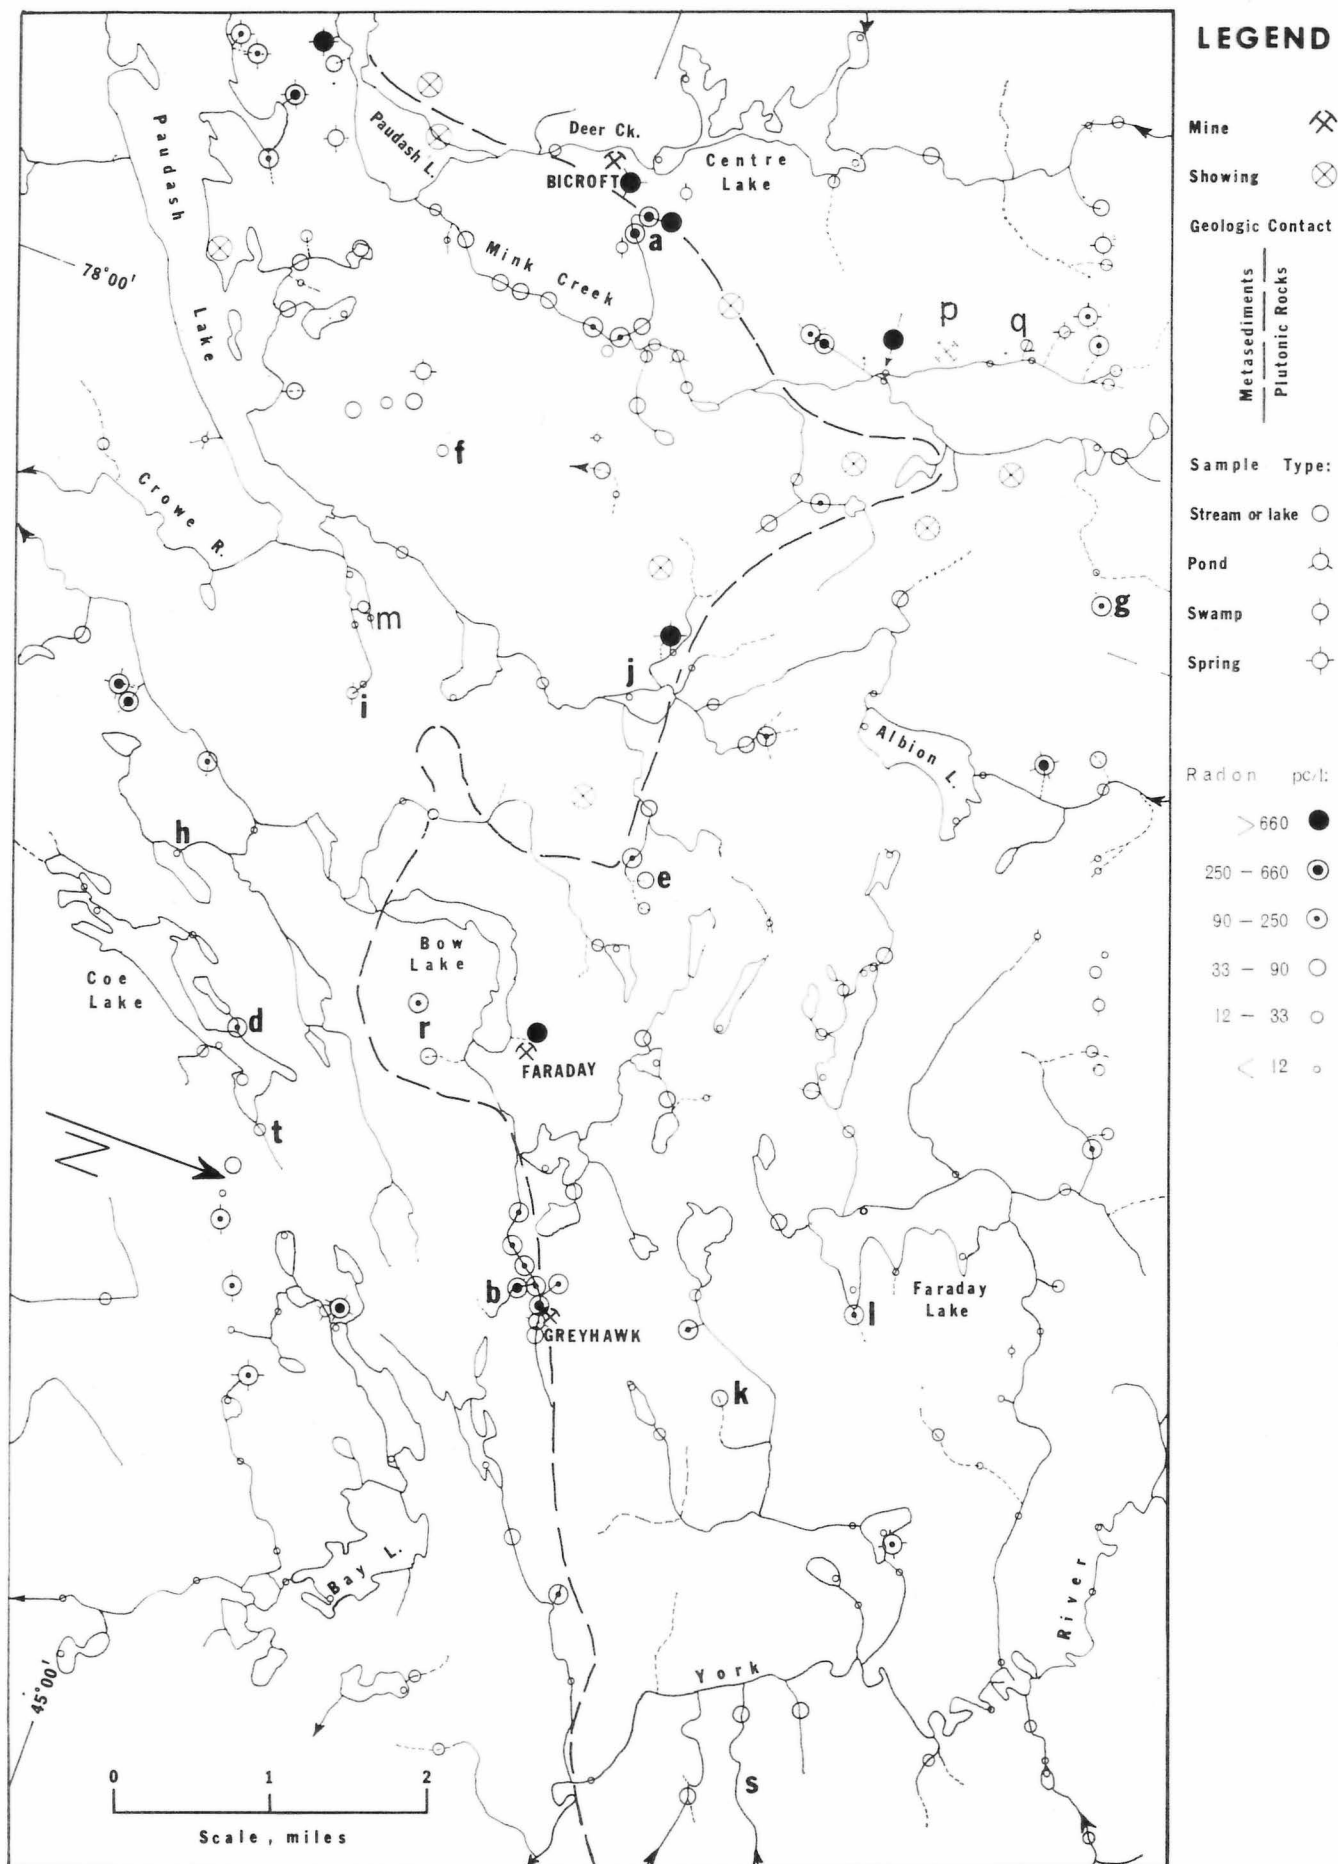 LEGEND
Mine
Showing
Geologic Contact
Metasediments
Plutonic Rocks
Sample Type:
Stream or lake
Pond
Swamp
Spring
Radon pc/l:
> 660
250 – 660
90 – 250
33 – 90
12 – 33
< 12
Paudash
Lake
Paudash L.
Deer Ck.
BICROFT
Centre
Lake
a
Mink Creek
78°00'
p
q
f
Crowe R.
g
m
j
i
Albion L.
h
e
Bow
Lake
Coe
Lake
d
r
FARADAY
t
N
b
GREYHAWK
Faraday
Lake
l
k
Bay L.
River
York
45°00'
s
0 1 2
Scale, miles